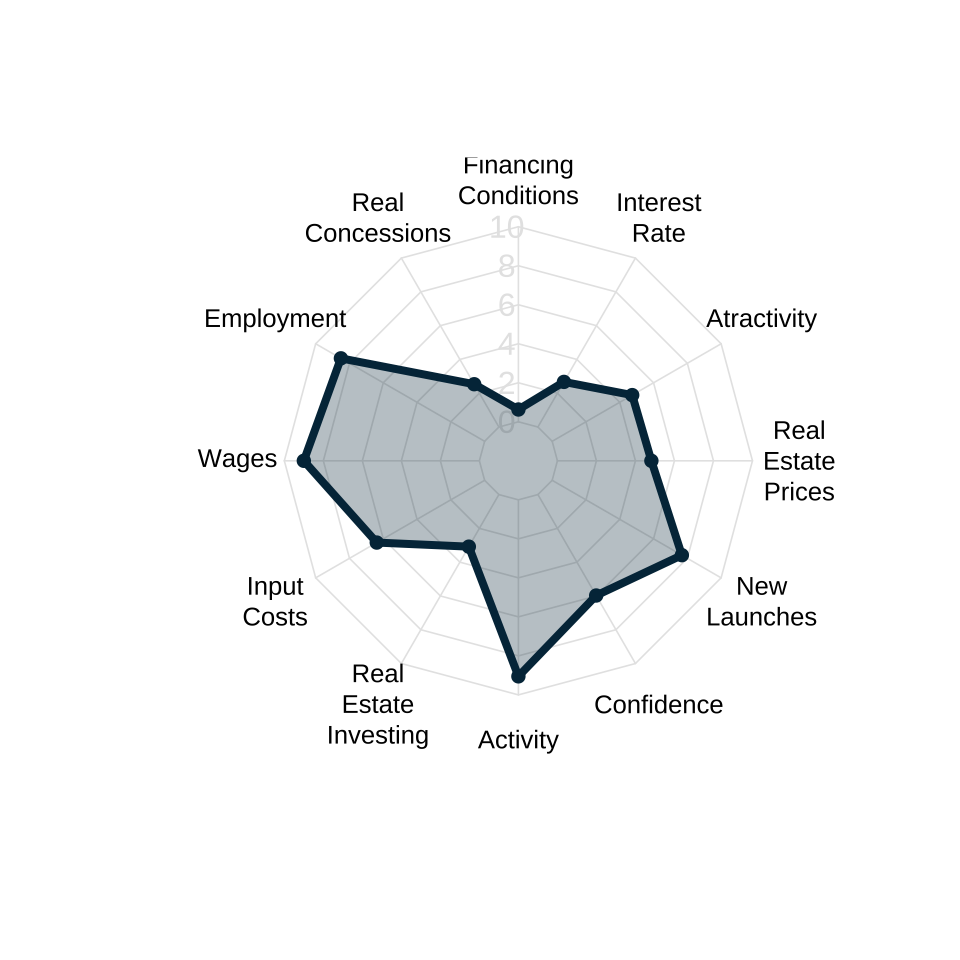 Financing
Conditions
Interest
Rate
Atractivity
Real
Estate
Prices
New
Launches
Confidence
Activity
Real
Estate
Investing
Input
Costs
Wages
Employment
Real
Concessions
10
8
6
4
2
0